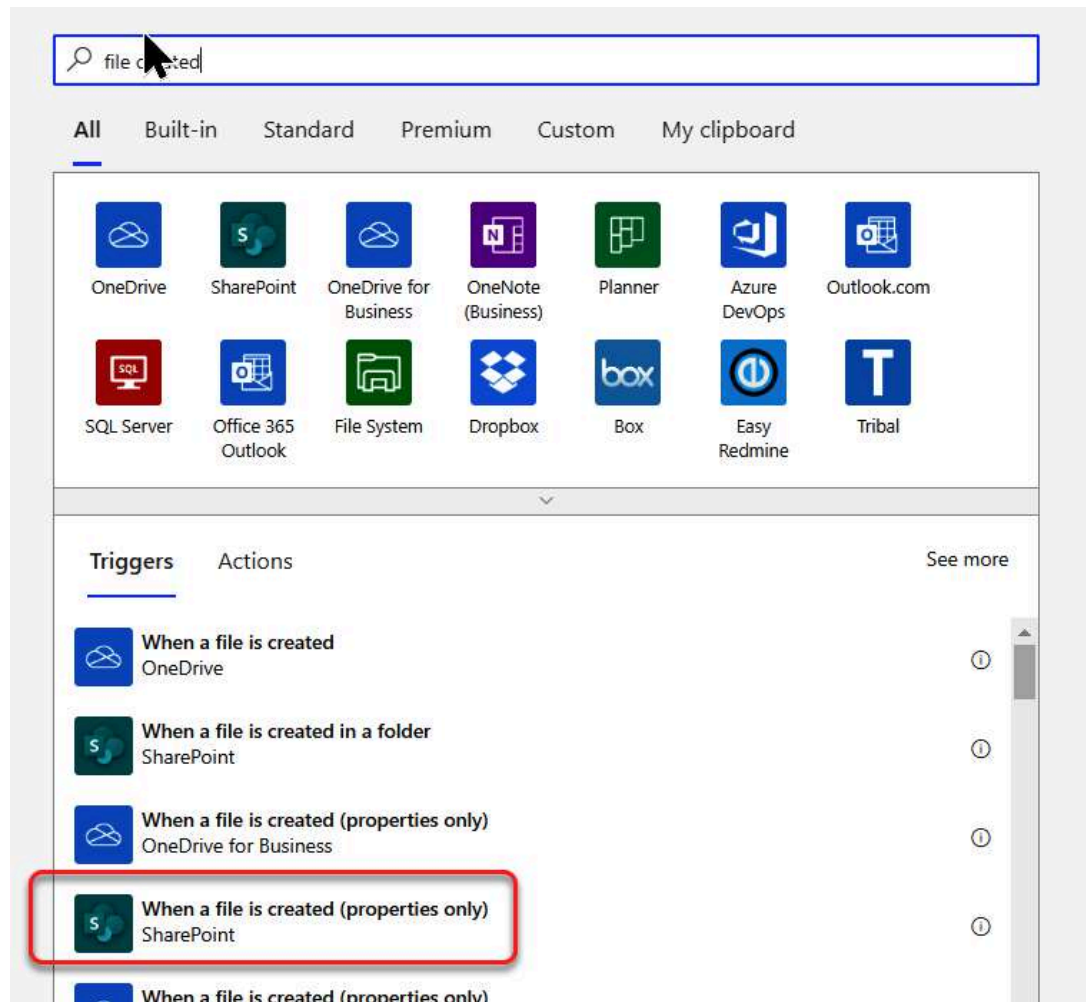 file created
All Built-in Standard Premium Custom My clipboard
OneDrive SharePoint OneDrive for Business OneNote (Business) Planner Azure DevOps Outlook.com
SQL Server Office 365 Outlook File System Dropbox Box Easy Redmine Tribal
Triggers Actions See more
When a file is created
OneDrive
When a file is created in a folder
SharePoint
When a file is created (properties only)
OneDrive for Business
When a file is created (properties only)
SharePoint
When a file is created (properties only)